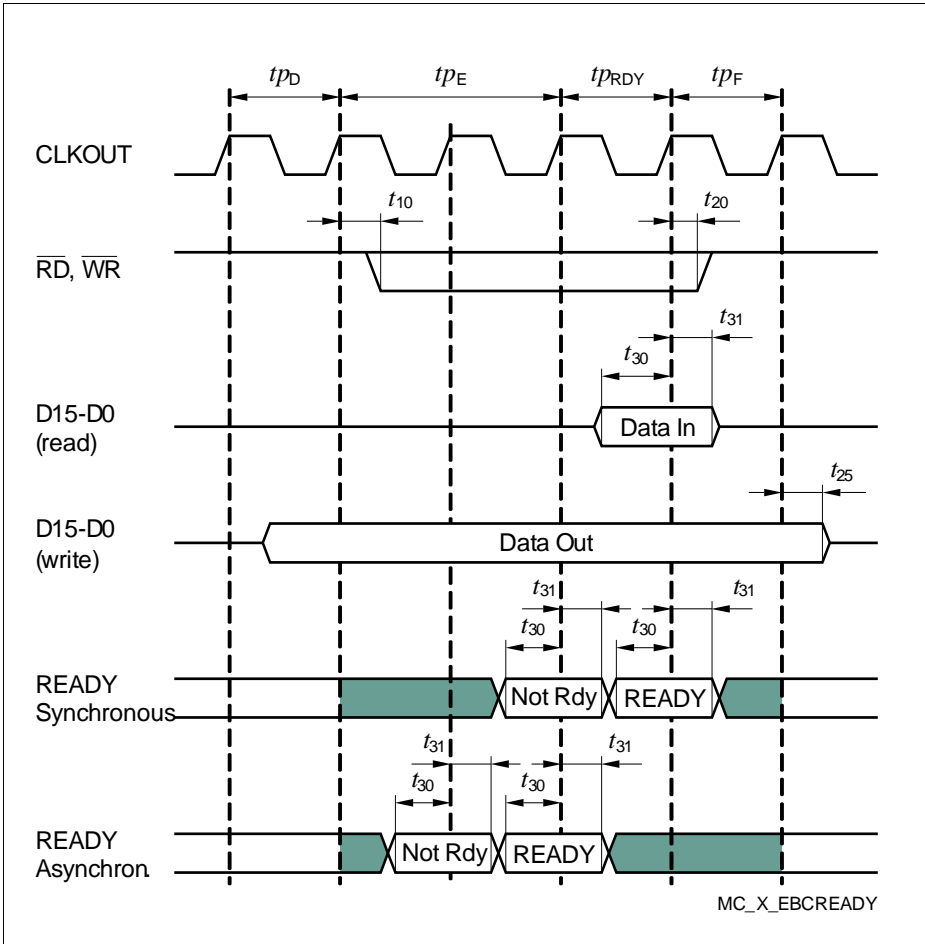 tpD tpE tpRDY tpF
CLKOUT
t10 t20
RD, WR
t31
t30
D15-D0
(read)
Data In
t25
D15-D0
(write)
Data Out
t31 t31
t30 t30
READY
Synchronous
Not Rdy READY
t31 t31
t30 t30
READY
Asynchron.
Not Rdy READY
MC_X_EBCREADY